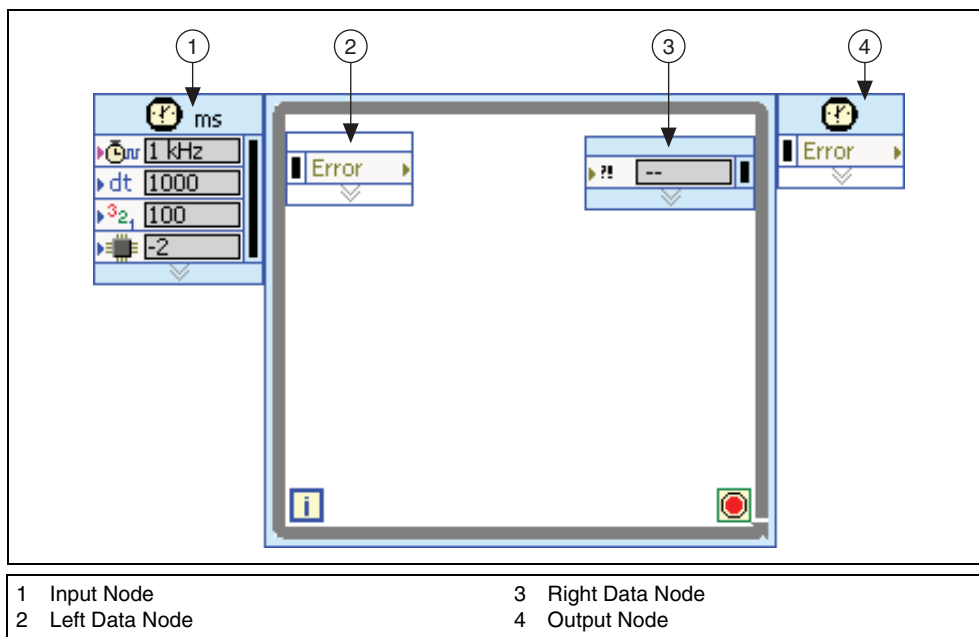 1
2
3
4
ms
1 kHz
dt 1000
321 100
-2
Error
?! --
Error
i
1 Input Node
2 Left Data Node
3 Right Data Node
4 Output Node